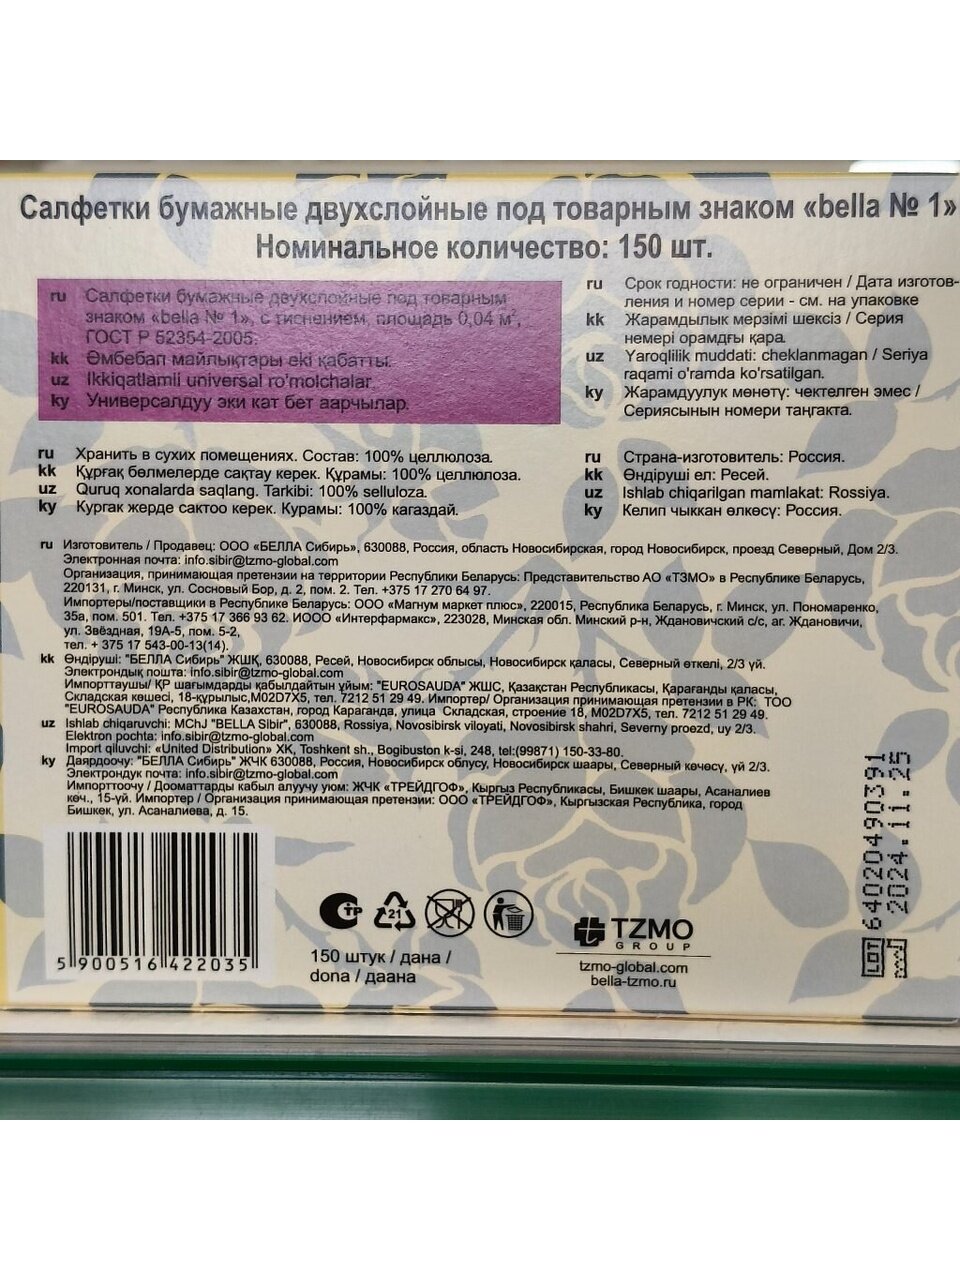 Салфетки бумажные двухслойные под товарным знаком «bella № 1»
Номинальное количество: 150 шт.
ru Салфетки бумажные двухслойные под товарным
знаком «bella № 1», с тиснением, площадь 0,04 м²,
ГОСТ Р 52354-2005.
kk Әмбебап майлықтары екі қабатты.
uz Ikkiqatlamli universal ro'molchalar.
ky Универсалдуу эки кат бет аарчылар.
ru Срок годности: не ограничен / Дата изготов-
ления и номер серии - см. на упаковке
kk Жарамдылык мерзімі шексіз / Серия
немері орамдғы қара.
uz Yaroqlilik muddati: cheklanmagan / Seriya
raqami o'ramda ko'rsatilgan.
ky Жарамдуулук мөнөтү: чектелген эмес /
Сериясынын номери таңгакта.
ru Хранить в сухих помещениях. Состав: 100% целлюлоза.
kk Құрғақ бөлмелерде сақтау керек. Құрамы: 100% целлюлоза.
uz Quruq xonalarda saqlang. Tarkibi: 100% selluloza.
ky Кургак жерде сактоо керек. Курамы: 100% кагаздай.
ru Страна-изготовитель: Россия.
kk Өндіруші ел: Ресей.
uz Ishlab chiqarilgan mamlakat: Rossiya.
ky Келип чыккан өлкөсү: Россия.
ru Изготовитель / Продавец: ООО «БЕЛЛА Сибирь», 630088, Россия, область Новосибирская, город Новосибирск, проезд Северный, Дом 2/3.
Электронная почта: info.sibir@tzmo-global.com
Организация, принимающая претензии на территории Республики Беларусь: Представительство АО «ТЗМО» в Республике Беларусь,
220131, г. Минск, ул. Сосновый Бор, д. 2, пом. 2. Тел. +375 17 270 64 97.
Импортеры/поставщики в Республике Беларусь: ООО «Магнум маркет плюс», 220015, Республика Беларусь, г. Минск, ул. Пономаренко,
35а, пом. 501. Тел. +375 17 366 93 62. ИООО «Интерфармакс», 223028, Минская обл. Минский р-н, Ждановичский с/с, аг. Ждановичи,
ул. Звёздная, 19А-5, пом. 5-2,
тел. + 375 17 543-00-13(14).
kk Өндіруші: "БЕЛЛА Сибирь" ЖШҚ, 630088, Ресей, Новосибирск облысы, Новосибирск қаласы, Северный өткелі, 2/3 үй.
Электрондық пошта: info.sibir@tzmo-global.com
Импорттаушы/ ҚР шағымдарды қабылдайтын ұйым: "EUROSAUDA" ЖШС, Қазақстан Республикасы, Қарағанды қаласы,
Складская көшесі, 18-құрылыс,M02D7X5, тел. 7212 51 29 49. Импортер/ Организация принимающая претензии в РК: ТОО
"EUROSAUDA" Республика Казахстан, город Караганда, улица Складская, строение 18, M02D7X5, тел. 7212 51 29 49.
uz Ishlab chiqaruvchi: MChJ "BELLA Sibir", 630088, Rossiya, Novosibirsk viloyati, Novosibirsk shahri, Severny proezd, uy 2/3.
Elektron pochta: info.sibir@tzmo-global.com
Import qiluvchi: «United Distribution» XK, Toshkent sh., Bogibuston k-si, 248, tel:(99871) 150-33-80.
ky Даярдоочу: "БЕЛЛА Сибирь" ЖЧК 630088, Россия, Новосибирск облусу, Новосибирск шаары, Северный көчөсү, үй 2/3.
Электрондук почта: info.sibir@tzmo-global.com
Импорттоочу / Дооматтарды кабыл алуучу уюм: ЖЧК «ТРЕЙДГОФ», Кыргыз Республикасы, Бишкек шаары, Асаналиев
көч., 15-үй. Импортер / Организация принимающая претензии: ООО «ТРЕЙДГОФ», Кыргызская Республика, город
Бишкек, ул. Асаналиева, д. 15.
5 900516 422035
ТР
21
150 штук / дана /
dona / даана
TZMO
GROUP
tzmo-global.com
bella-tzmo.ru
LOT 64020490391
2024.11.25